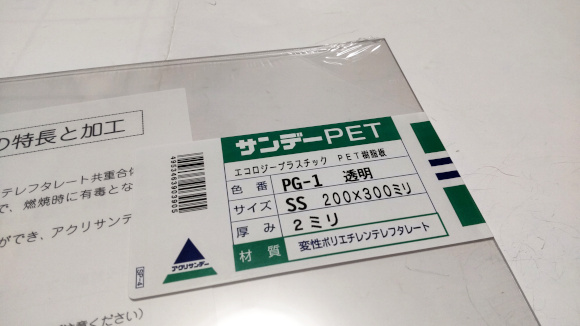 の特長と加工
テレフタレート共重合体
で、燃焼時に有毒とな
ができ、アクリサンデ
注意ください）
サンデーPET
エコロジープラスチック PET樹脂板
色番 PG-1 透明
サイズ SS 200×300ミリ
厚み 2ミリ
材質 変性ポリエチレンテレフタレート
アクリサンデー